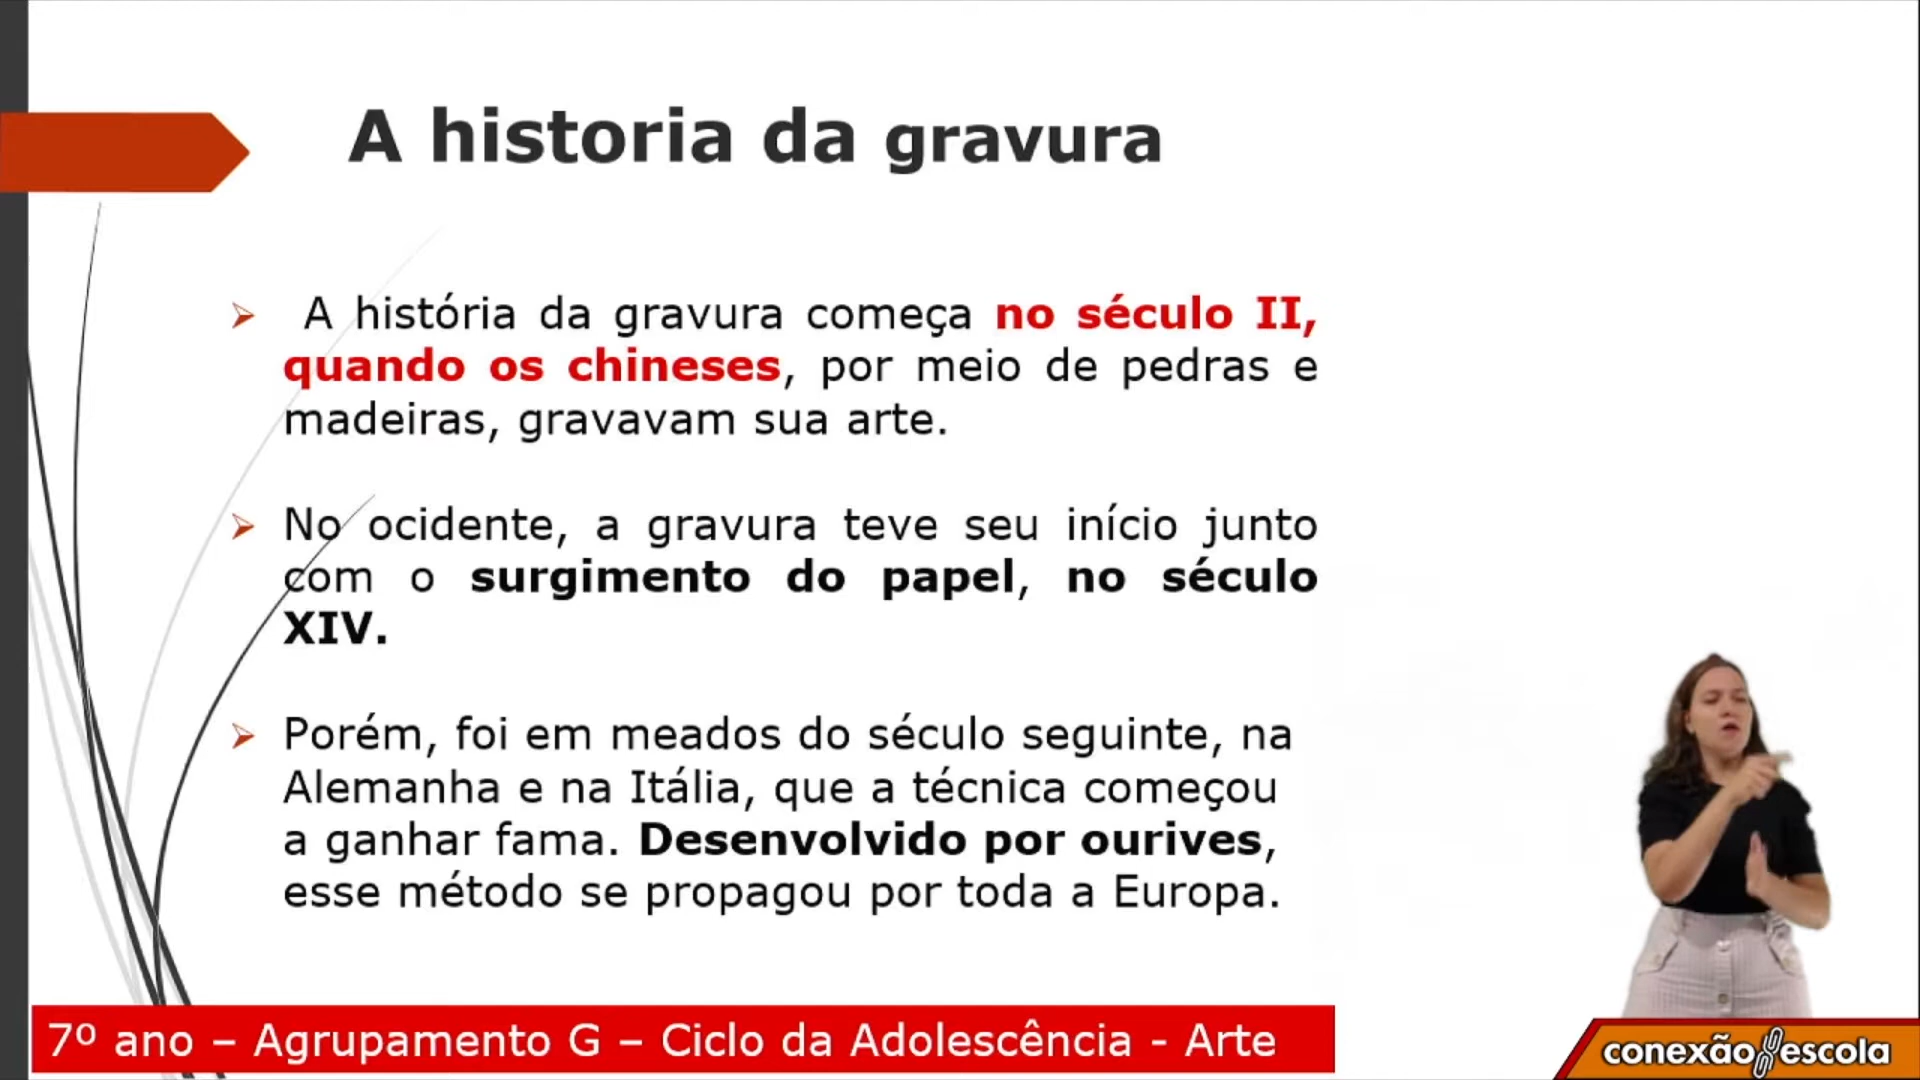 A historia da gravura
A história da gravura começa no século II,
quando os chineses, por meio de pedras e
madeiras, gravavam sua arte.
No ocidente, a gravura teve seu início junto
com o surgimento do papel, no século
XIV.
Porém, foi em meados do século seguinte, na
Alemanha e na Itália, que a técnica começou
a ganhar fama. Desenvolvido por ourives,
esse método se propagou por toda a Europa.
7º ano – Agrupamento G – Ciclo da Adolescência - Arte
conexão escola